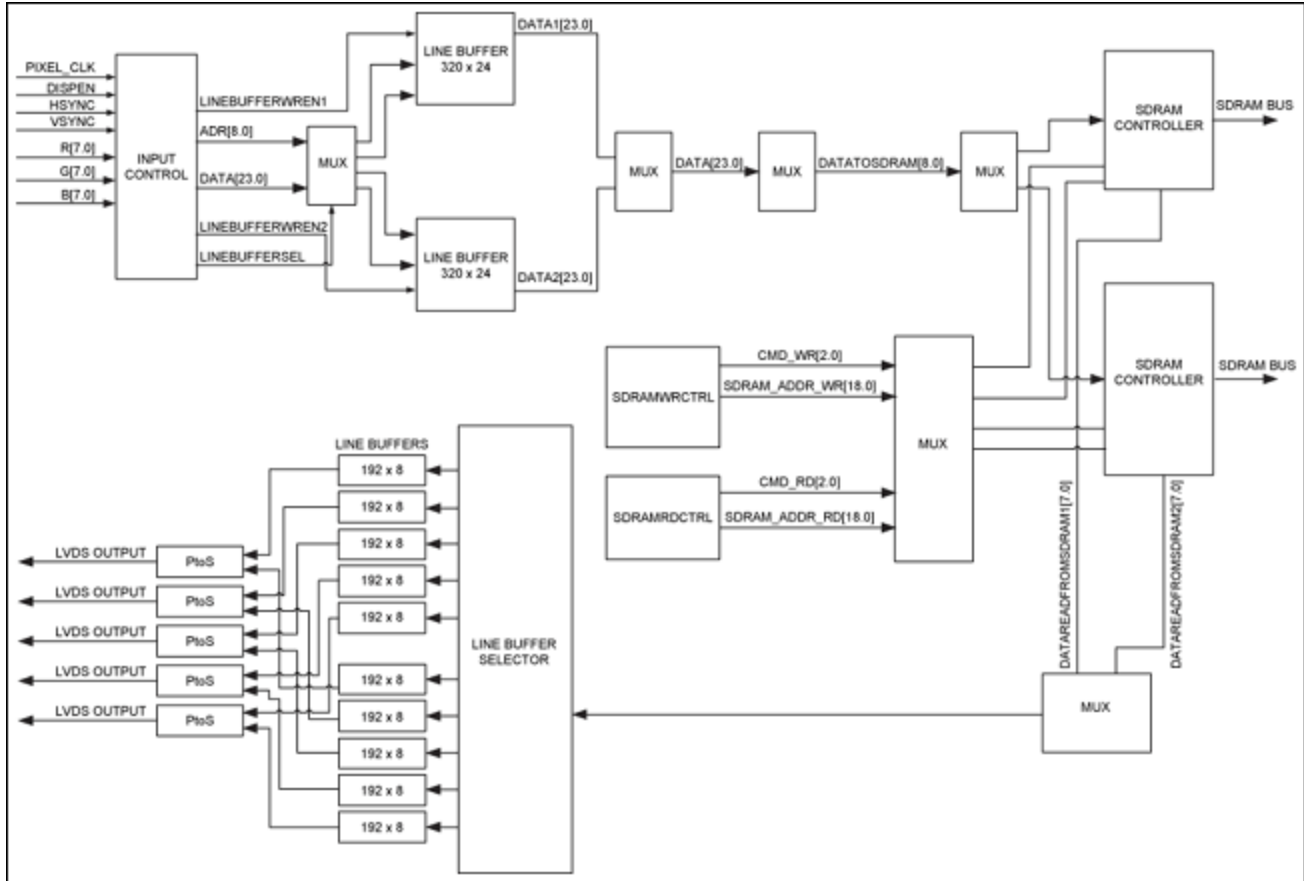 PIXEL_CLK
DISPEN
HSYNC
VSYNC
R[7.0]
G[7.0]
B[7.0]
INPUT
CONTROL
LINEBUFFERWREN1
ADR[8.0]
DATA[23.0]
LINEBUFFERWREN2
LINEBUFFERSEL
MUX
LINE BUFFER
320 x 24
DATA1[23.0]
LINE BUFFER
320 x 24
DATA2[23.0]
MUX
DATA[23.0]
MUX
DATATOSDRAM[8.0]
MUX
SDRAM
CONTROLLER
SDRAM BUS
SDRAM
CONTROLLER
SDRAM BUS
SDRAMWRCTRL
CMD_WR[2.0]
SDRAM_ADDR_WR[18.0]
SDRAMRDCTRL
CMD_RD[2.0]
SDRAM_ADDR_RD[18.0]
MUX
DATAREADFROMSDRAM1[7.0]
DATAREADFROMSDRAM2[7.0]
MUX
LINE BUFFER
SELECTOR
LINE BUFFERS
192 x 8
192 x 8
192 x 8
192 x 8
192 x 8
192 x 8
192 x 8
192 x 8
192 x 8
192 x 8
PtoS
PtoS
PtoS
PtoS
PtoS
LVDS OUTPUT
LVDS OUTPUT
LVDS OUTPUT
LVDS OUTPUT
LVDS OUTPUT